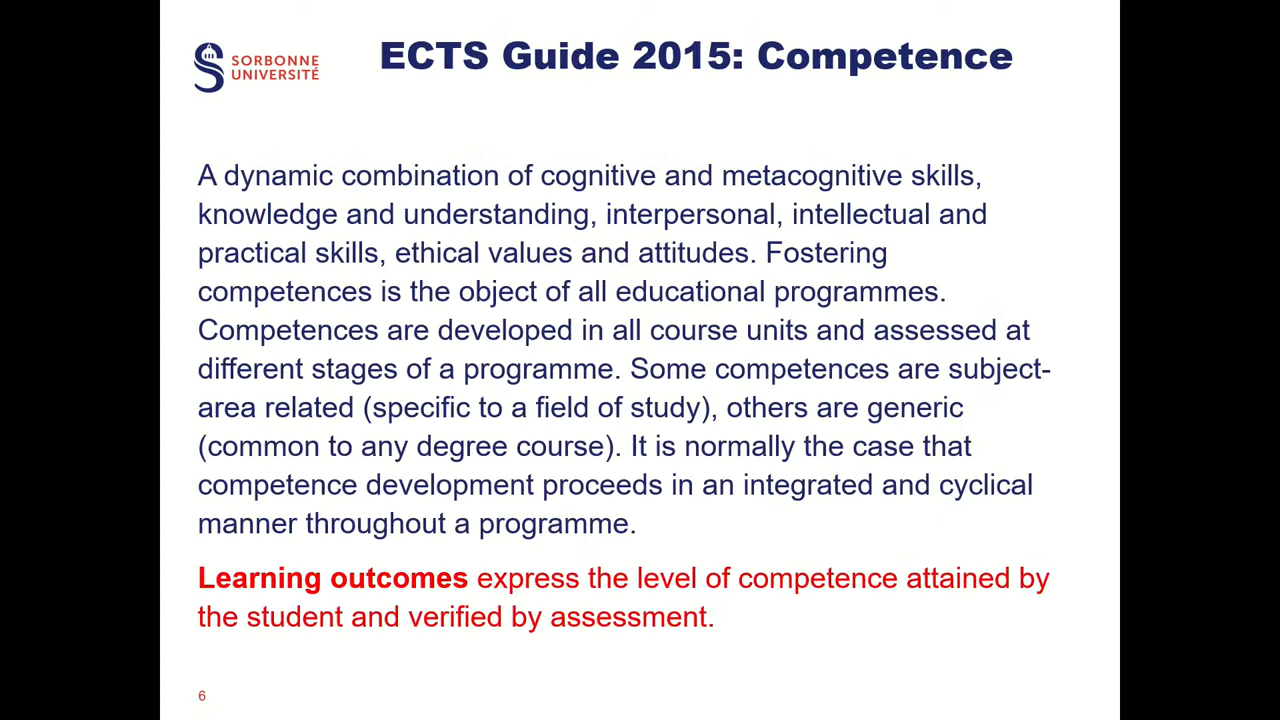 SORBONNE
UNIVERSITÉ
ECTS Guide 2015: Competence
A dynamic combination of cognitive and metacognitive skills,
knowledge and understanding, interpersonal, intellectual and
practical skills, ethical values and attitudes. Fostering
competences is the object of all educational programmes.
Competences are developed in all course units and assessed at
different stages of a programme. Some competences are subject-
area related (specific to a field of study), others are generic
(common to any degree course). It is normally the case that
competence development proceeds in an integrated and cyclical
manner throughout a programme.
Learning outcomes express the level of competence attained by
the student and verified by assessment.
6